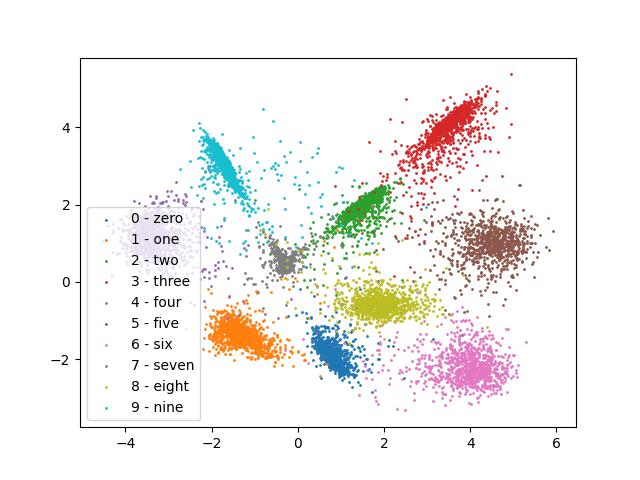 4
2
0
−2
0 - zero
1 - one
2 - two
3 - three
4 - four
5 - five
6 - six
7 - seven
8 - eight
9 - nine
−4 −2 0 2 4 6